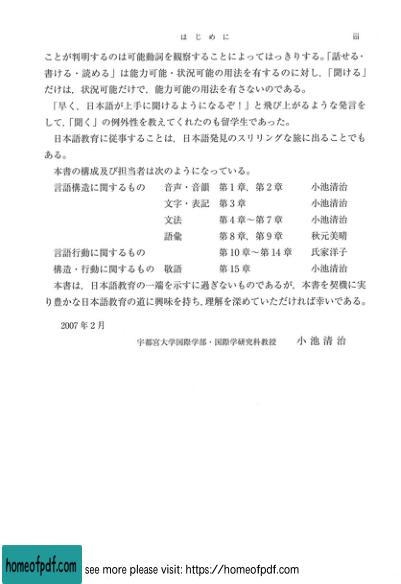 はじめに iii
ことが判明するのは可能動詞を観察することによってはっきりする。「話せる・
書ける・読める」は能力可能・状況可能の用法を有するのに対し,「聞ける」
だけは, 状況可能だけで, 能力可能の用法を有さないのである。
「早く, 日本語が上手に聞けるようになるぞ!」と飛び上がるような発言を
して,「聞く」の例外性を教えてくれたのも留学生であった。
日本語教育に従事することは, 日本語発見のスリリングな旅に出ることでも
ある。
本書の構成及び担当者は次のようになっている。
言語構造に関するもの 音声・音韻 第1章, 第2章 小池清治
文字・表記 第3章 小池清治
文法 第4章〜第7章 小池清治
語彙 第8章, 第9章 秋元美晴
言語行動に関するもの 第10章〜第14章 氏家洋子
構造・行動に関するもの 敬語 第15章 小池清治
本書は, 日本語教育の一端を示すに過ぎないものであるが, 本書を契機に実
り豊かな日本語教育の道に興味を持ち, 理解を深めていただければ幸いである。
2007年2月
宇都宮大学国際学部・国際学研究科教授 小池清治
homeofpdf.com see more please visit: https://homeofpdf.com